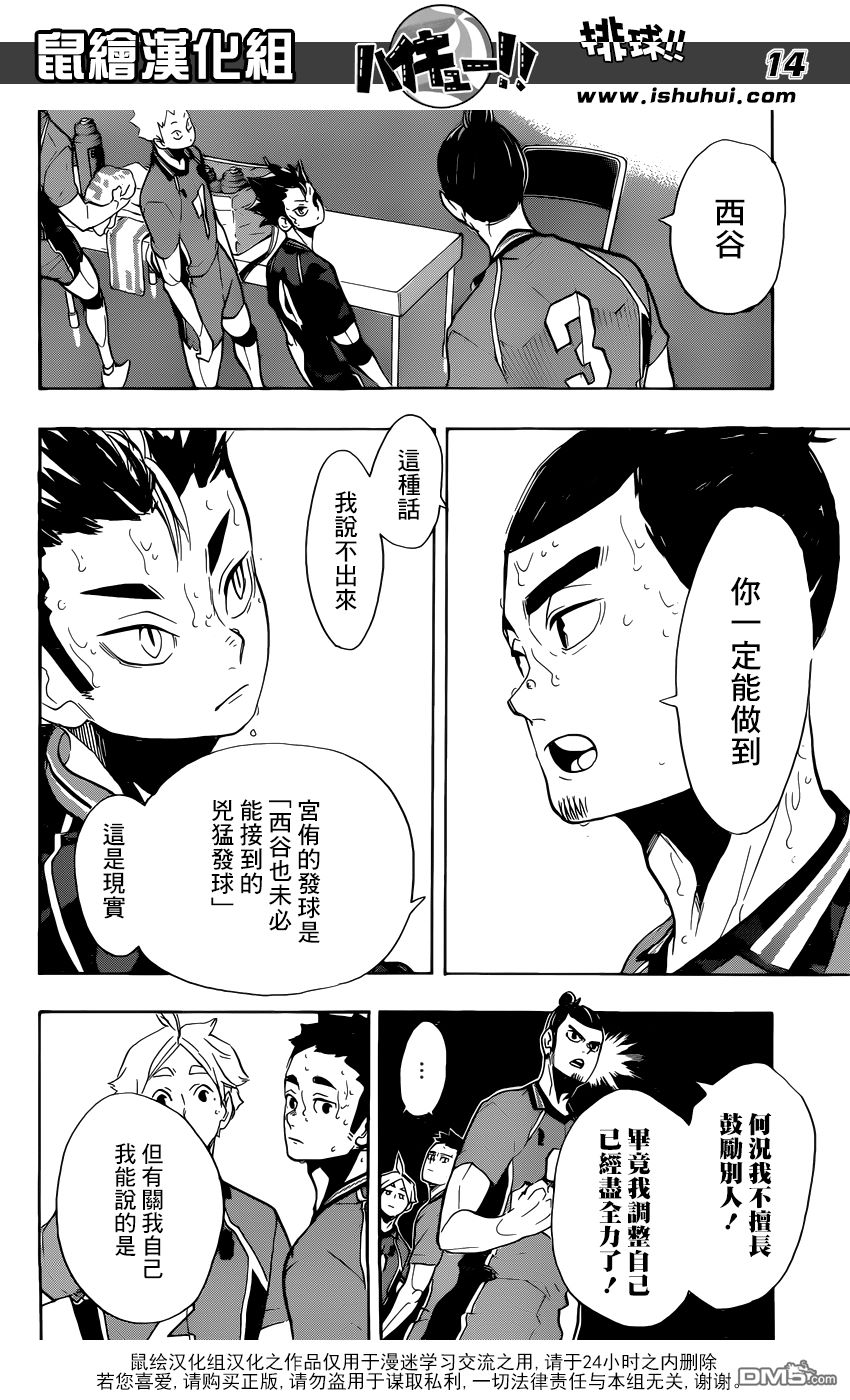 鼠繪漢化組
ハイキュー!!
排球!!
14
www.ishuhui.com
西谷
3
你一定能做到
這種話
我說不出來
宮侑的發球是
「西谷也未必
能接到的
兇猛發球」
這是現實
何況我不擅長
鼓勵別人！
畢竟我調整自己
已經盡全力了！
…
但有關我自己
我能說的是
鼠绘汉化组汉化之作品仅用于漫迷学习交流之用, 请于24小时之内删除
若您喜爱, 请购买正版, 请勿盗用于谋取私利, 一切法律责任与本组无关, 谢谢.
DM5.com